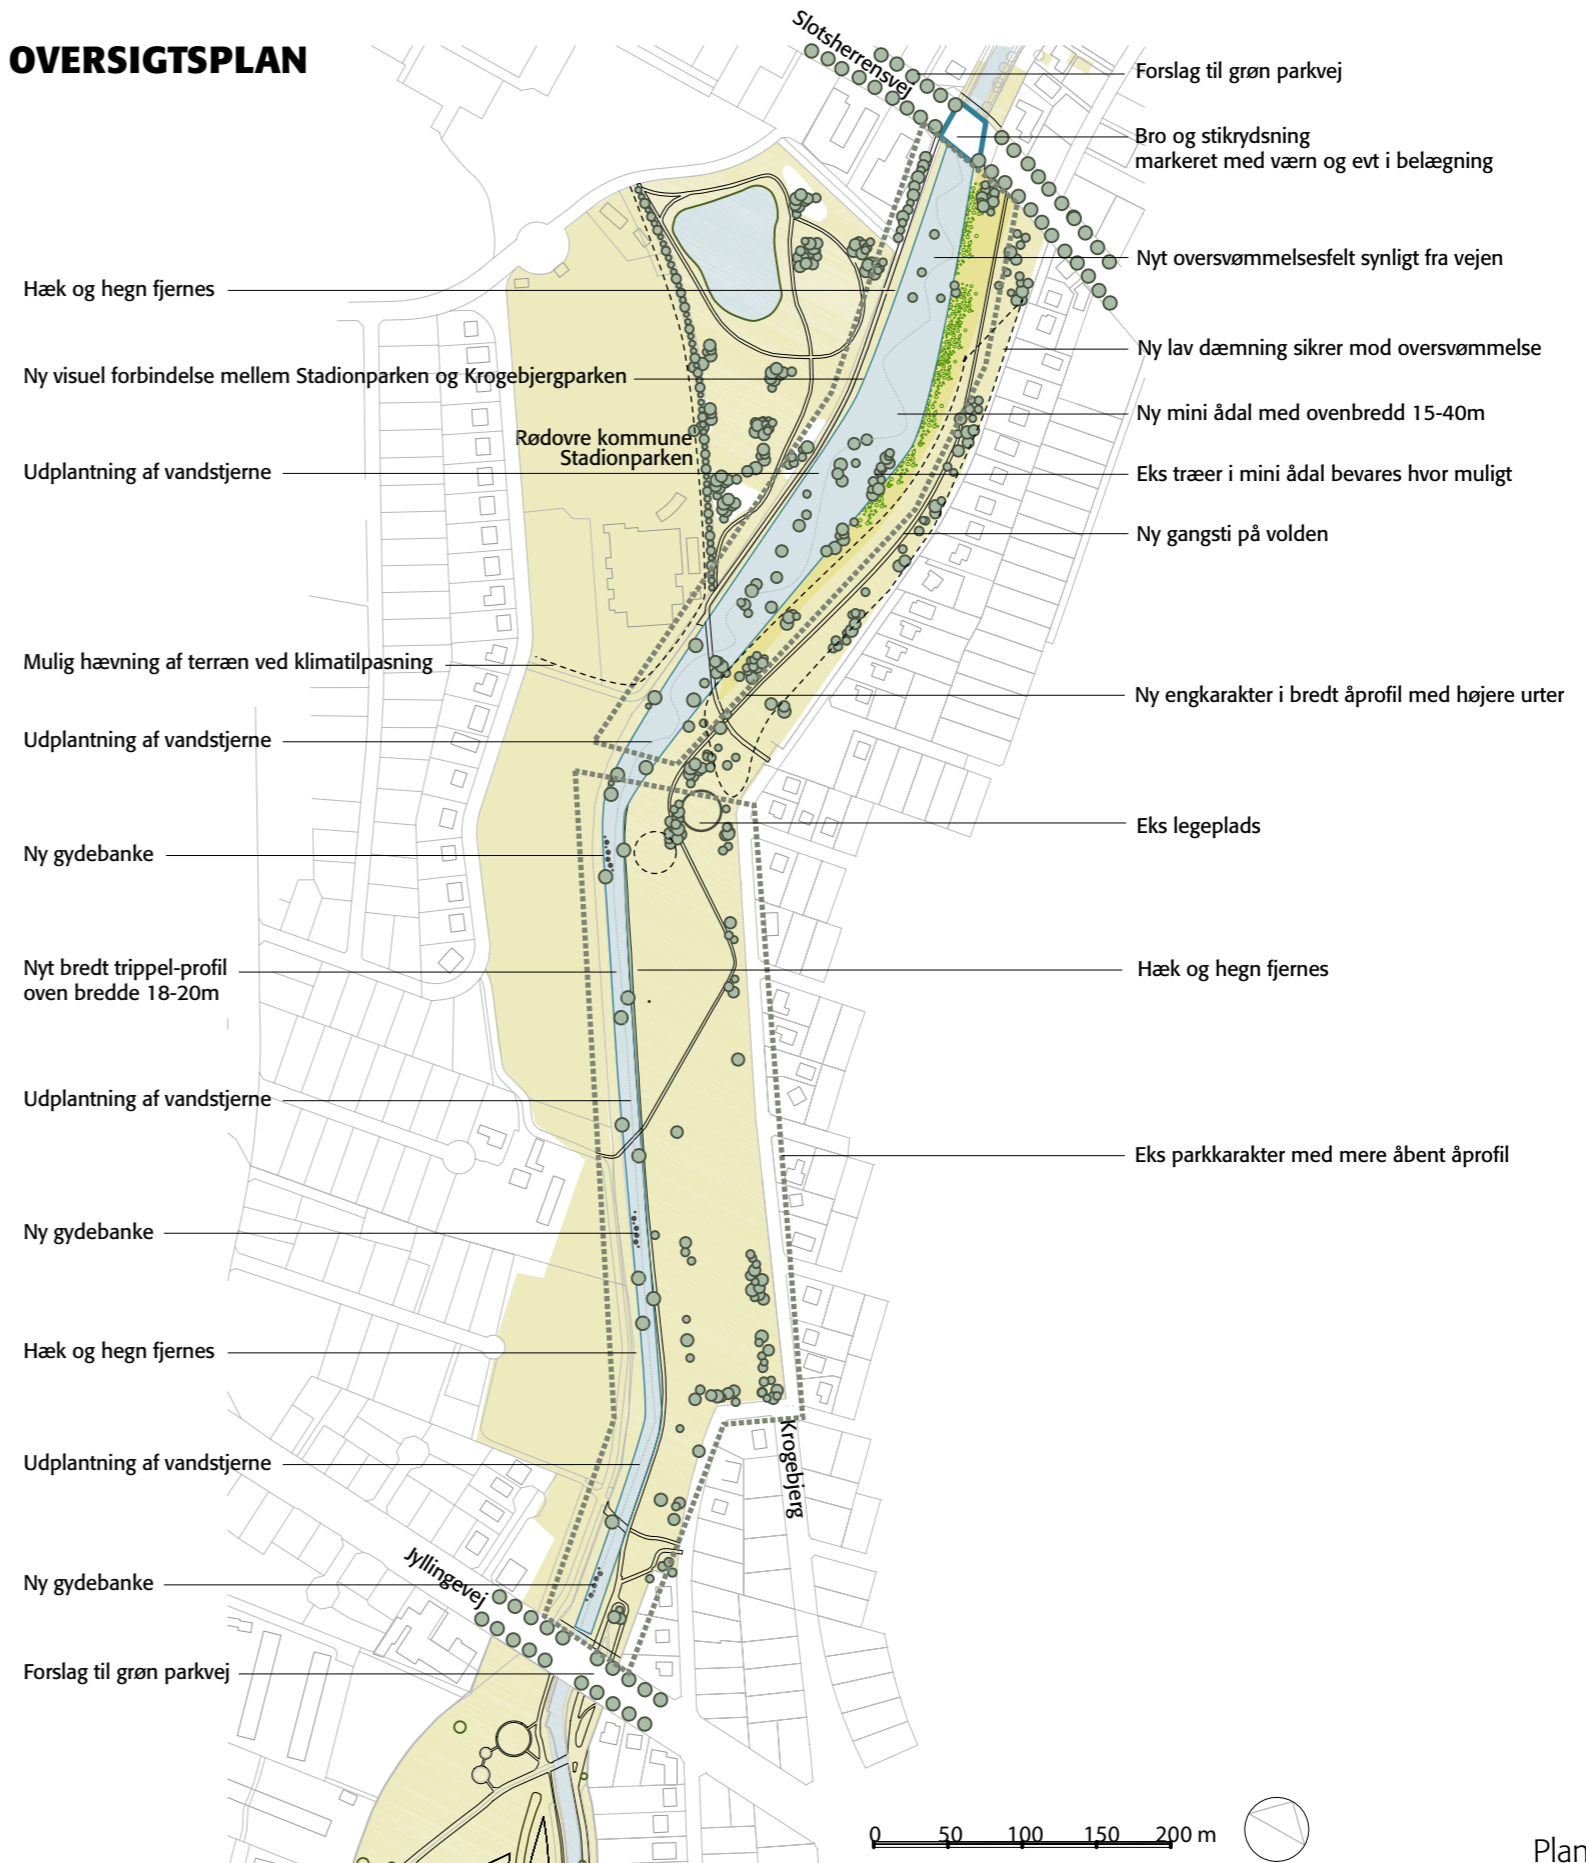 OVERSIGTSPLAN
Slotsherrensvej
Forslag til grøn parkvej
Bro og stikrydsning
markeret med værn og evt i belægning
Nyt oversvømmelsesfelt synligt fra vejen
Hæk og hegn fjernes
Ny lav dæmning sikrer mod oversvømmelse
Ny visuel forbindelse mellem Stadionparken og Krogebjergparken
Ny mini ådal med ovenbredd 15-40m
Rødovre kommune
Stadionparken
Udplantning af vandstjerne
Eks træer i mini ådal bevares hvor muligt
Ny gangsti på volden
Mulig hævning af terræn ved klimatilpasning
Ny engkarakter i bredt åprofil med højere urter
Udplantning af vandstjerne
Eks legeplads
Ny gydebanke
Nyt bredt trippel-profil
oven bredde 18-20m
Hæk og hegn fjernes
Udplantning af vandstjerne
Eks parkkarakter med mere åbent åprofil
Ny gydebanke
Hæk og hegn fjernes
Krogebjerg
Udplantning af vandstjerne
Jyllingevej
Ny gydebanke
Forslag til grøn parkvej
0 50 100 150 200 m
Plan